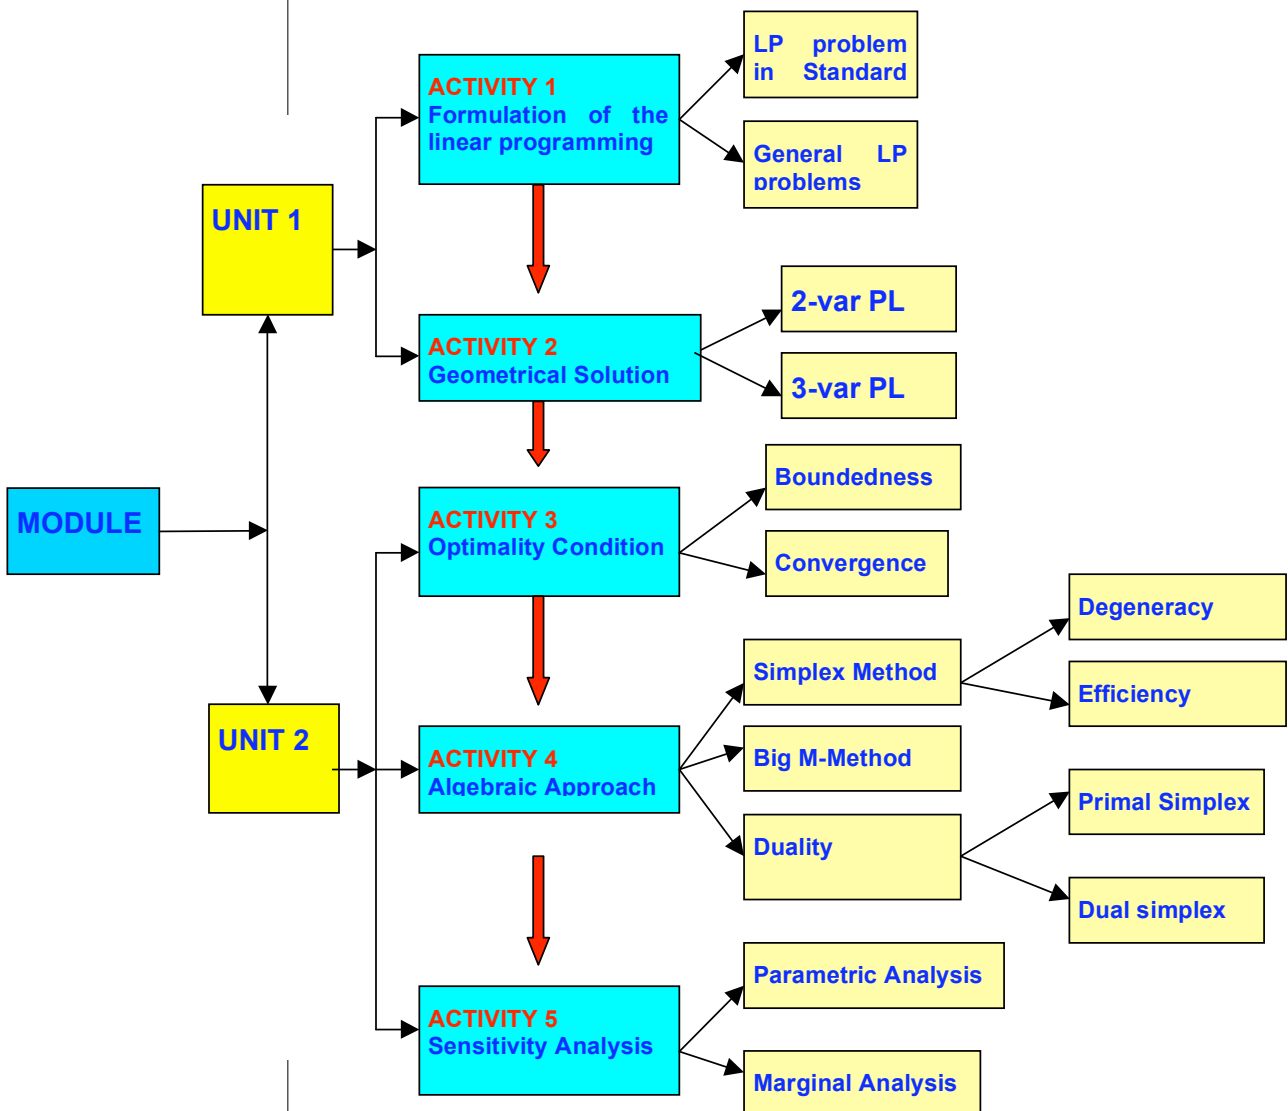 LP problem
in Standard
ACTIVITY 1
Formulation of the
linear programming
General LP
problems
UNIT 1
2-var PL
ACTIVITY 2
Geometrical Solution
3-var PL
Boundedness
MODULE
ACTIVITY 3
Optimality Condition
Convergence
Degeneracy
Simplex Method
Efficiency
UNIT 2
ACTIVITY 4
Algebraic Approach
Big M-Method
Primal Simplex
Duality
Dual simplex
Parametric Analysis
ACTIVITY 5
Sensitivity Analysis
Marginal Analysis